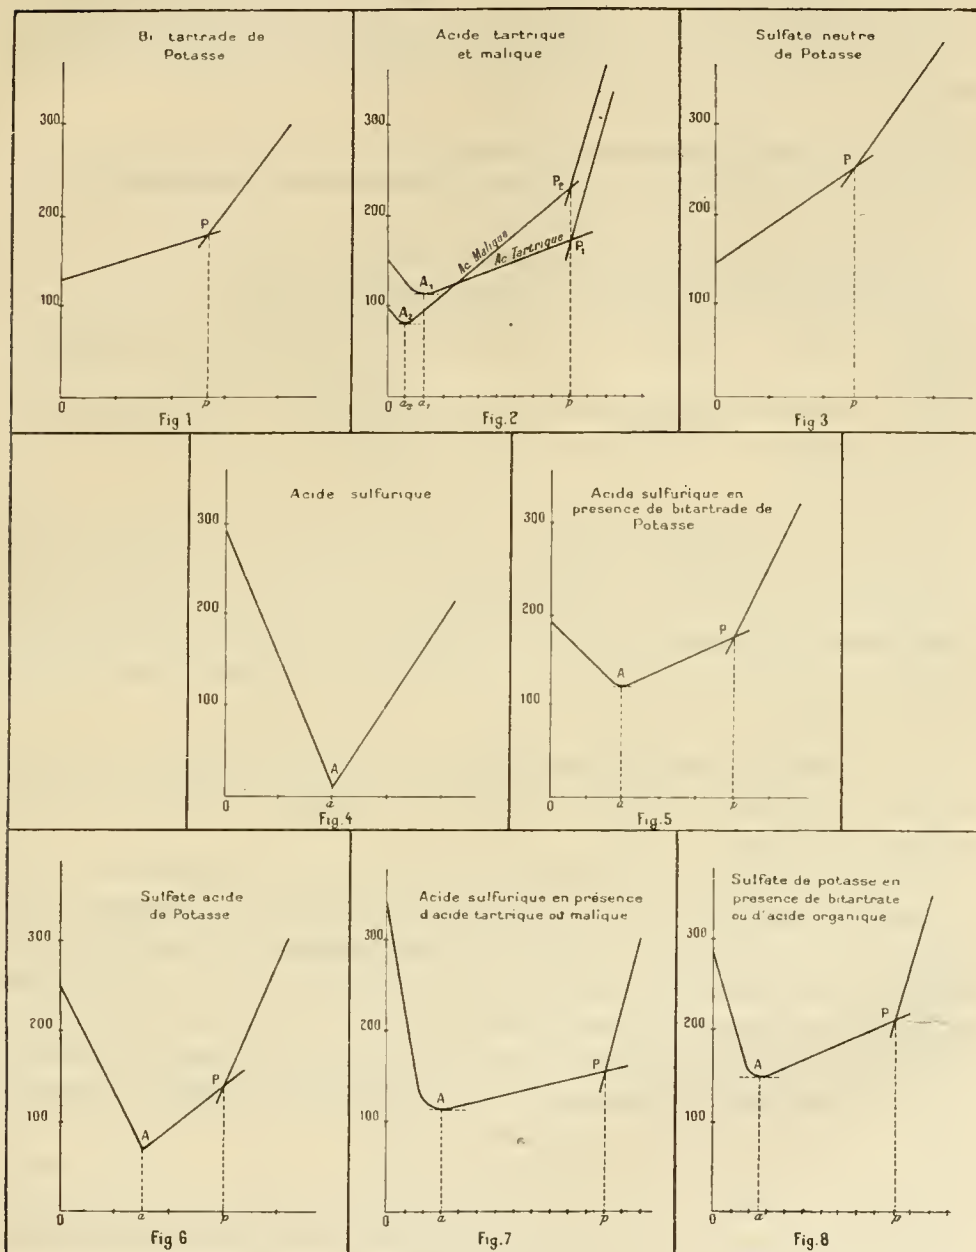 Bi tartrade de
Potasse
300
200
100
P
0
p
Fig 1
Acide tartrique
et malique
300
200
100
P₂
P₁
Ac Malique
Ac Tartrique
A₁
A₂
0
a₂
a₁
p
Fig.2
Sulfate neutre
de Potasse
300
200
100
P
0
p
Fig 3
Acide sulfurique
300
200
100
A
0
a
Fig.4
Acide sulfurique en
presence de bitartrade de
Potasse
300
200
100
A
P
0
a
p
Fig.5
Sulfate acide
de Potasse
300
200
100
A
P
0
a
p
Fig 6
Acide sulfurique en présence
d'acide tartrique ou malique
300
200
100
A
P
0
a
p
Fig.7
Sulfate de potasse en
presence de bitartrate
ou d'acide organique
300
200
100
A
P
0
a
p
Fig.8